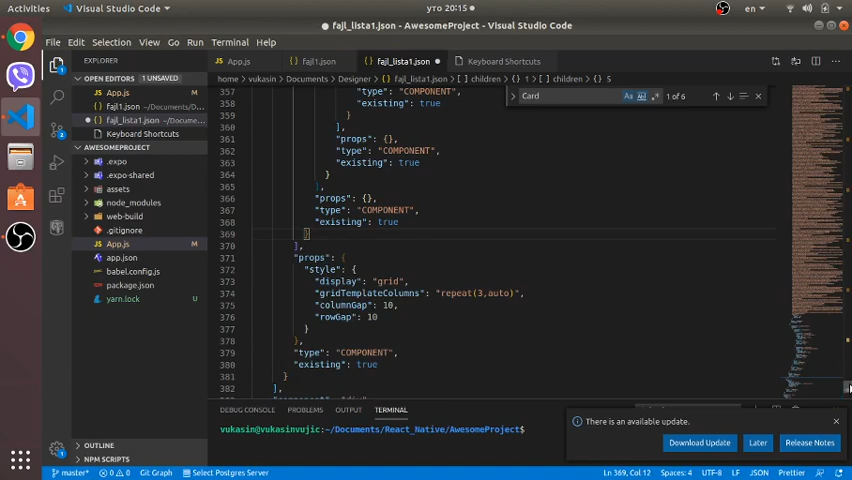 Activities
Visual Studio Code
уто 20:15
en
fajl_lista1.json - AwesomeProject - Visual Studio Code
File Edit Selection View Go Run Terminal Help
EXPLORER
App.js
fajl1.json
fajl_lista1.json
Keyboard Shortcuts
OPEN EDITORS 1 UNSAVED
home > vukasin > Documents > Designer > fajl_lista1.json > [ ] children > {} 1 > [ ] children > {} 5
App.js M
fajl1.json ~/Documents/D...
fajl_lista1.json ~/Docume...
Keyboard Shortcuts
AWESOMEPROJECT
.expo
.expo-shared
assets
node_modules
web-build
.gitignore
App.js M
app.json
babel.config.js
package.json
yarn.lock U
OUTLINE
NPM SCRIPTS
Card
Aa
1 of 6
357 "type": "COMPONENT",
358 "existing": true
359 }
360 ],
361 "props": {},
362 "type": "COMPONENT",
363 "existing": true
364 }
365 ],
366 "props": {},
367 "type": "COMPONENT",
368 "existing": true
369 }
370 ],
371 "props": {
372 "style": {
373 "display": "grid",
374 "gridTemplateColumns": "repeat(3,auto)",
375 "columnGap": 10,
376 "rowGap": 10
377 }
378 },
379 "type": "COMPONENT",
380 "existing": true
381 }
382 ],
DEBUG CONSOLE PROBLEMS OUTPUT TERMINAL
vukasin@vukasinvujic:~/Documents/React_Native/AwesomeProject$
There is an available update.
Download Update
Later
Release Notes
master*
0
0
Git Graph
Select Postgres Server
Ln 369, Col 12
Spaces: 4
UTF-8
LF
JSON
Prettier